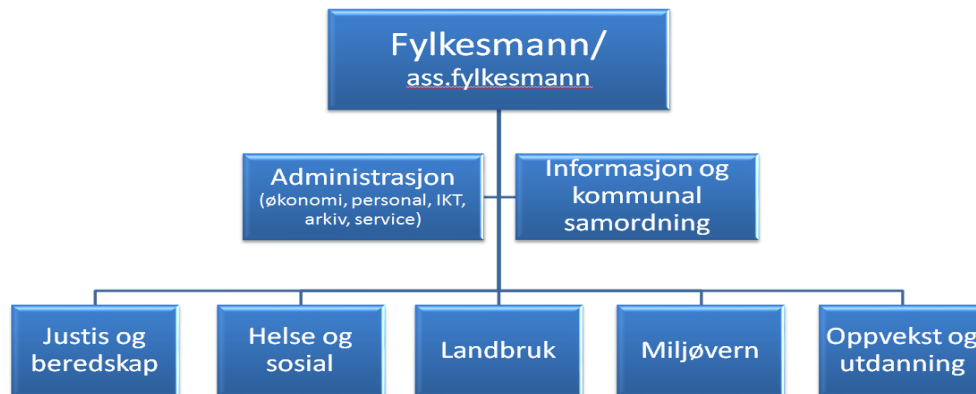 Fylkesmann/
ass.fylkesmann
Administrasjon
(økonomi, personal, IKT,
arkiv, service)
Informasjon og
kommunal
samordning
Justis og
beredskap
Helse og
sosial
Landbruk
Miljøvern
Oppvekst og
utdanning